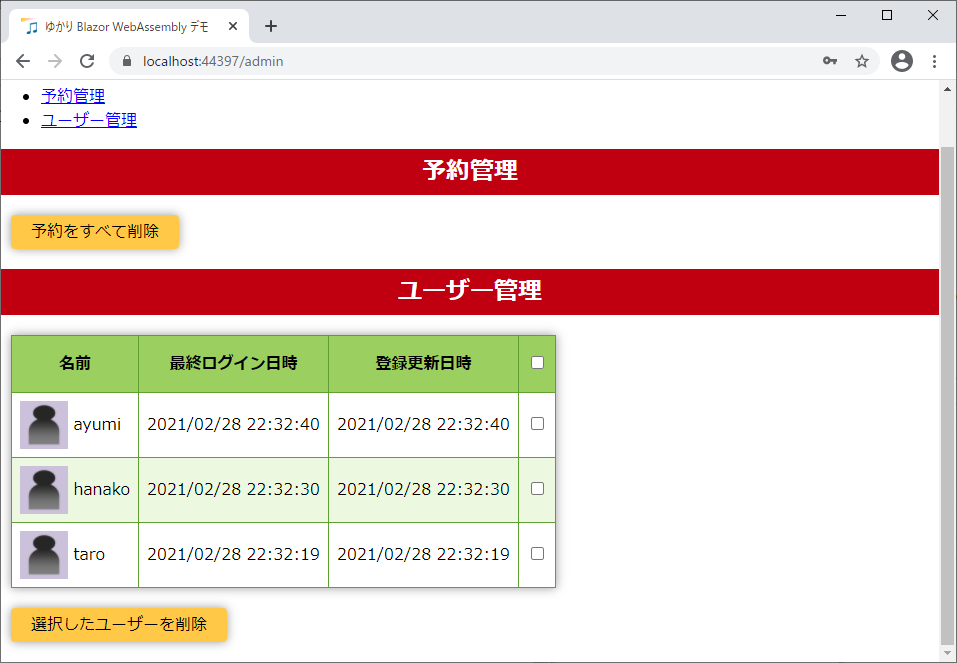 ゆかり Blazor WebAssembly デモ
localhost:44397/admin
予約管理
ユーザー管理
予約管理
予約をすべて削除
ユーザー管理
名前 最終ログイン日時 登録更新日時
ayumi 2021/02/28 22:32:40 2021/02/28 22:32:40
hanako 2021/02/28 22:32:30 2021/02/28 22:32:30
taro 2021/02/28 22:32:19 2021/02/28 22:32:19
選択したユーザーを削除